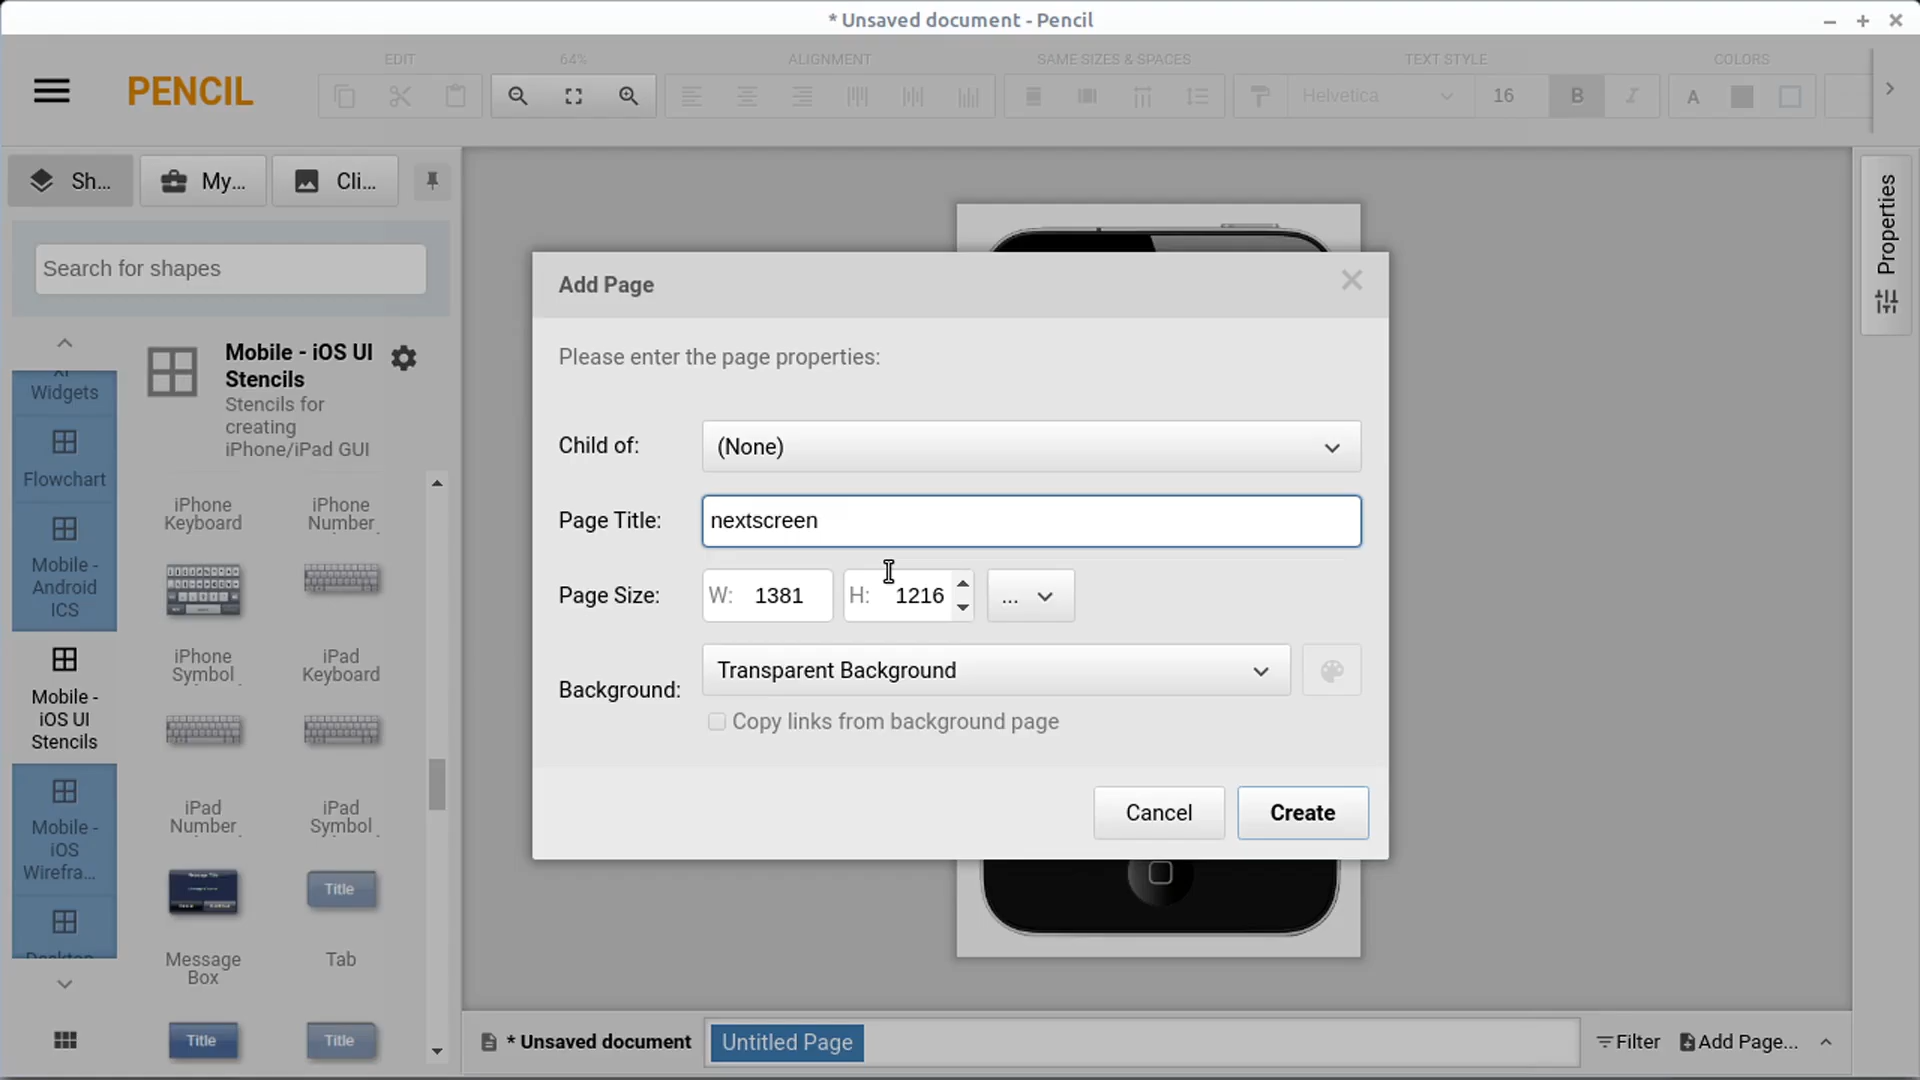 * Unsaved document - Pencil
EDIT
64%
ALIGNMENT
SAME SIZES & SPACES
TEXT STYLE
COLORS
PENCIL
Helvetica
16
B
I
A
Sh...
My...
Cli...
Properties
Search for shapes
Widgets
Flowchart
Mobile -
Android
ICS
Mobile -
iOS UI
Stencils
Mobile -
iOS
Wirefra...
Mobile - iOS UI
Stencils
Stencils for
creating
iPhone/iPad GUI
iPhone
Keyboard
iPhone
Number
iPhone
Symbol
iPad
Keyboard
iPad
Number
iPad
Symbol
Title
Message
Box
Tab
Title
Title
Add Page
Please enter the page properties:
Child of:
(None)
Page Title:
nextscreen
Page Size:
W: 1381
H: 1216
...
Background:
Transparent Background
Copy links from background page
Cancel
Create
* Unsaved document
Untitled Page
Filter
Add Page...